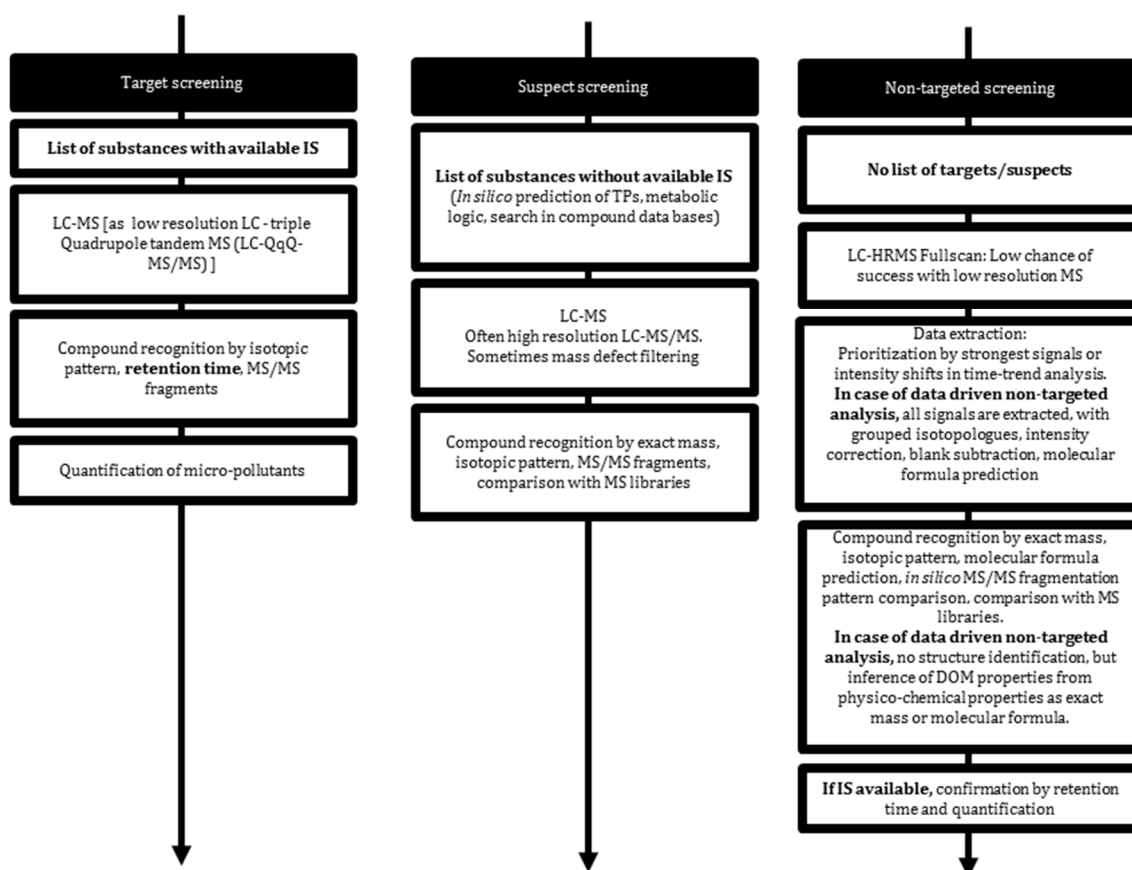 Target screening
List of substances with available IS
LC-MS [as low resolution LC - triple
Quadrupole tandem MS (LC-QqQ-
MS/MS) ]
Compound recognition by isotopic
pattern, retention time, MS/MS
fragments
Quantification of micro-pollutants
Suspect screening
List of substances without available IS
(In silico prediction of TPs, metabolic
logic, search in compound data bases)
LC-MS
Often high resolution LC-MS/MS.
Sometimes mass defect filtering
Compound recognition by exact mass,
isotopic pattern, MS/MS fragments,
comparison with MS libraries
Non-targeted screening
No list of targets/suspects
LC-HRMS Fullscan: Low chance of
success with low resolution MS
Data extraction:
Prioritization by strongest signals or
intensity shifts in time-trend analysis.
In case of data driven non-targeted
analysis, all signals are extracted, with
grouped isotopologues, intensity
correction, blank subtraction, molecular
formula prediction
Compound recognition by exact mass,
isotopic pattern, molecular formula
prediction, in silico MS/MS fragmentation
pattern comparison, comparison with MS
libraries.
In case of data driven non-targeted
analysis, no structure identification, but
inference of DOM properties from
physico-chemical properties as exact
mass or molecular formula.
If IS available, confirmation by retention
time and quantification